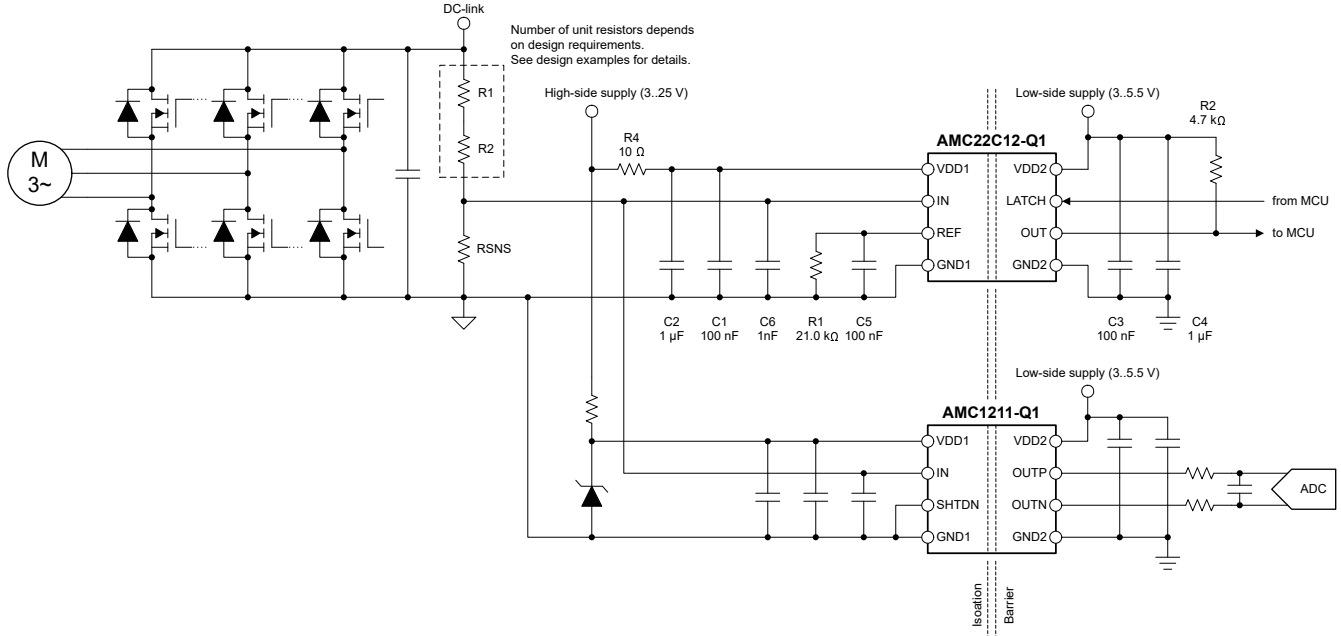 DC-link
Number of unit resistors depends
on design requirements.
See design examples for details.
R1
R2
RSNS
M
3~
High-side supply (3..25 V)
R4
10 Ω
Low-side supply (3..5.5 V)
R2
4.7 kΩ
AMC22C12-Q1
VDD1
IN
REF
GND1
VDD2
LATCH
OUT
GND2
from MCU
to MCU
C2
1 µF
C1
100 nF
C6
1nF
R1
21.0 kΩ
C5
100 nF
C3
100 nF
C4
1 µF
Low-side supply (3..5.5 V)
AMC1211-Q1
VDD1
IN
SHTDN
GND1
VDD2
OUTP
OUTN
GND2
ADC
Isoation
Barrier